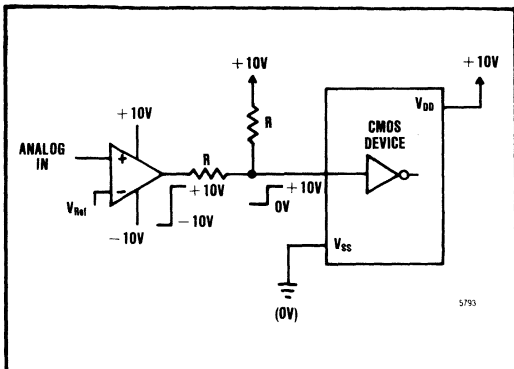 +10V
+10V
V_DD
CMOS
DEVICE
+10V
R
ANALOG
IN
+
R
+10V
+10V
V_Ref
−
−10V
0V
−10V
V_SS
(0V)
5793